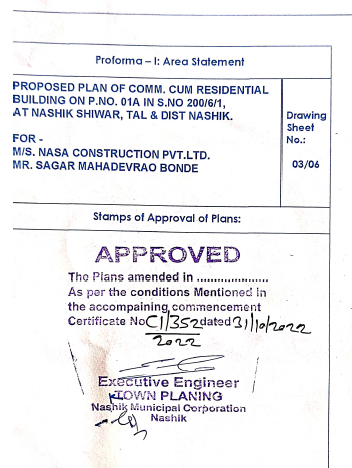 Proforma – I: Area Statement
PROPOSED PLAN OF COMM. CUM RESIDENTIAL
BUILDING ON P.NO. 01A IN S.NO 200/6/1,
AT NASHIK SHIWAR, TAL & DIST NASHIK.
FOR -
M/S. NASA CONSTRUCTION PVT.LTD.
MR. SAGAR MAHADEVRAO BONDE
Drawing
Sheet
No.:
03/06
Stamps of Approval of Plans:
APPROVED
The Plans amended in ....................
As per the conditions Mentioned in
the accompaining commencement
Certificate No C1/352 dated 31/10/2022
2022
Executive Engineer
TOWN PLANING
Nashik Municipal Corporation
Nashik